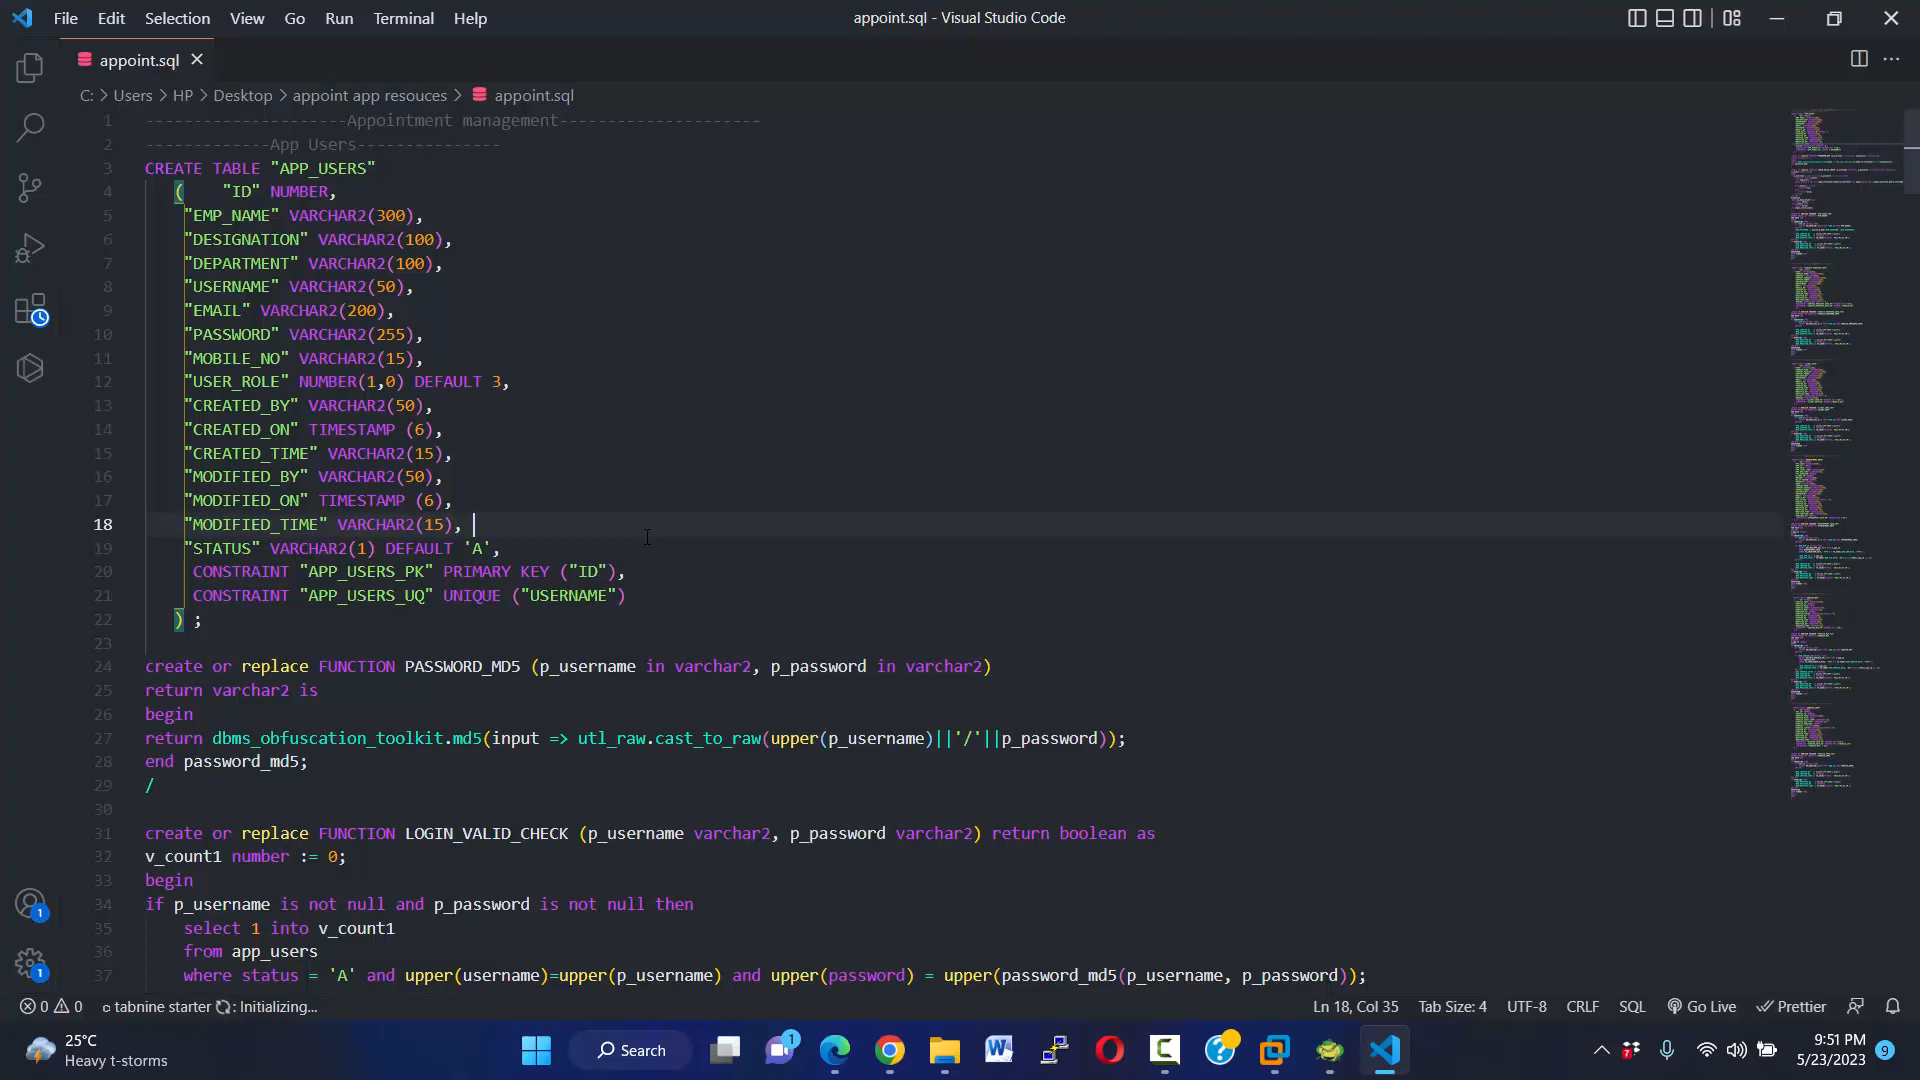 File Edit Selection View Go Run Terminal Help
appoint.sql - Visual Studio Code
appoint.sql
C: > Users > HP > Desktop > appoint app resouces > appoint.sql
1 ---------------------Appointment management---------------------
2 -------------App Users---------------
3 CREATE TABLE "APP_USERS"
4 ( "ID" NUMBER,
5 "EMP_NAME" VARCHAR2(300),
6 "DESIGNATION" VARCHAR2(100),
7 "DEPARTMENT" VARCHAR2(100),
8 "USERNAME" VARCHAR2(50),
9 "EMAIL" VARCHAR2(200),
10 "PASSWORD" VARCHAR2(255),
11 "MOBILE_NO" VARCHAR2(15),
12 "USER_ROLE" NUMBER(1,0) DEFAULT 3,
13 "CREATED_BY" VARCHAR2(50),
14 "CREATED_ON" TIMESTAMP (6),
15 "CREATED_TIME" VARCHAR2(15),
16 "MODIFIED_BY" VARCHAR2(50),
17 "MODIFIED_ON" TIMESTAMP (6),
18 "MODIFIED_TIME" VARCHAR2(15),
19 "STATUS" VARCHAR2(1) DEFAULT 'A',
20 CONSTRAINT "APP_USERS_PK" PRIMARY KEY ("ID"),
21 CONSTRAINT "APP_USERS_UQ" UNIQUE ("USERNAME")
22 ) ;
23
24 create or replace FUNCTION PASSWORD_MD5 (p_username in varchar2, p_password in varchar2)
25 return varchar2 is
26 begin
27 return dbms_obfuscation_toolkit.md5(input => utl_raw.cast_to_raw(upper(p_username)||'/'||p_password));
28 end password_md5;
29 /
30
31 create or replace FUNCTION LOGIN_VALID_CHECK (p_username varchar2, p_password varchar2) return boolean as
32 v_count1 number := 0;
33 begin
34 if p_username is not null and p_password is not null then
35 select 1 into v_count1
36 from app_users
37 where status = 'A' and upper(username)=upper(p_username) and upper(password) = upper(password_md5(p_username, p_password));
1
1
0 0 tabnine starter : Initializing...
Ln 18, Col 35 Tab Size: 4 UTF-8 CRLF SQL Go Live Prettier
25°C
Heavy t-storms
Search
1
7
9:51 PM
5/23/2023
9